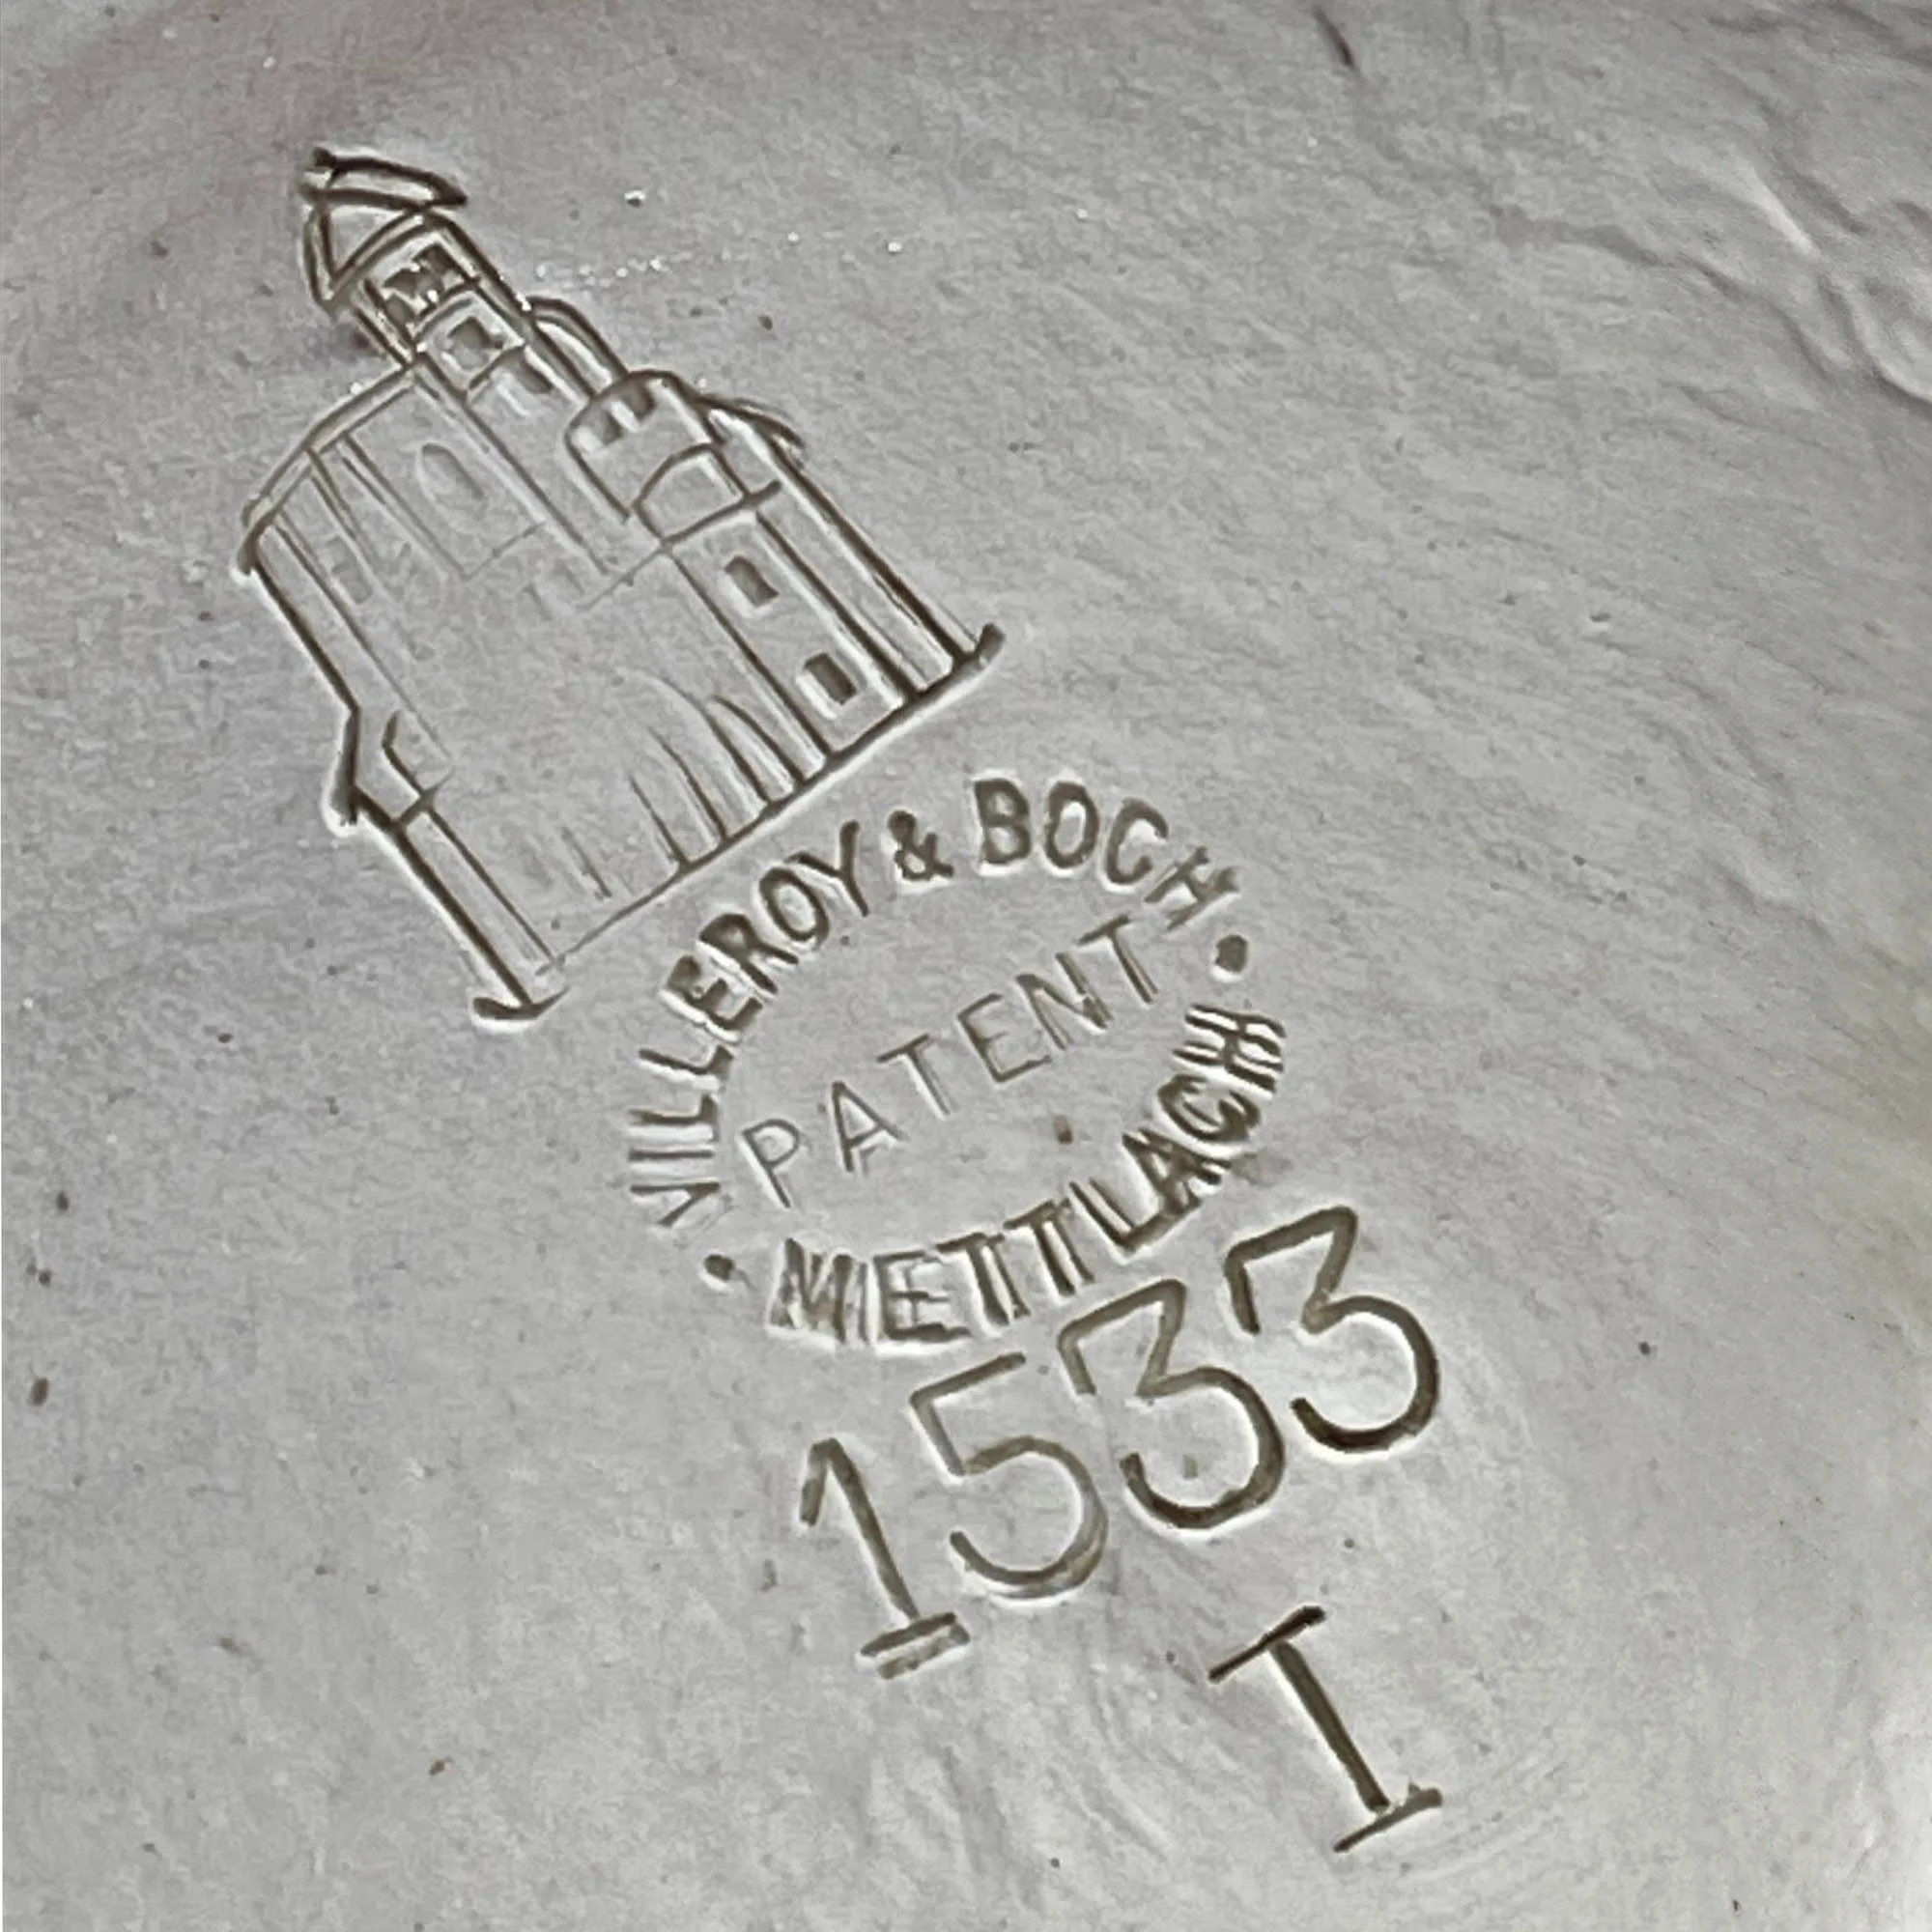 VILLEROY & BOCH
PATENT
METTLACH
1533
I